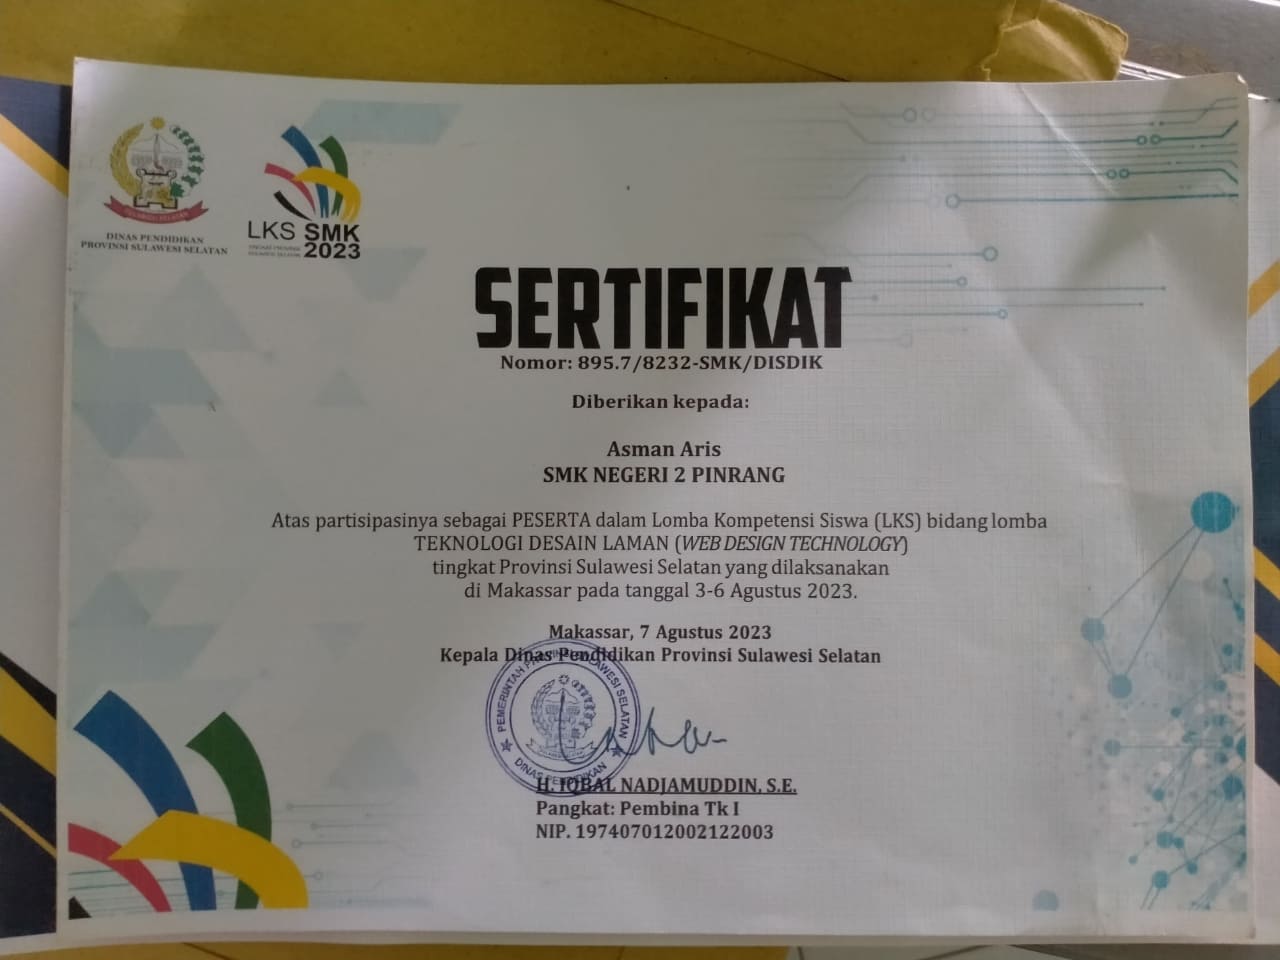 DINAS PENDIDIKAN
PROVINSI SULAWESI SELATAN
LKS SMK
2023
SERTIFIKAT
Nomor: 895.7/8232-SMK/DISDIK
Diberikan kepada:
Asman Aris
SMK NEGERI 2 PINRANG
Atas partisipasinya sebagai PESERTA dalam Lomba Kompetensi Siswa (LKS) bidang lomba
TEKNOLOGI DESAIN LAMAN (WEB DESIGN TECHNOLOGY)
tingkat Provinsi Sulawesi Selatan yang dilaksanakan
di Makassar pada tanggal 3-6 Agustus 2023.
Makassar, 7 Agustus 2023
Kepala Dinas Pendidikan Provinsi Sulawesi Selatan
PEMERINTAH PROVINSI SULAWESI SELATAN
DINAS PENDIDIKAN
H. IQBAL NADJAMUDDIN, S.E.
Pangkat: Pembina Tk I
NIP. 197407012002122003